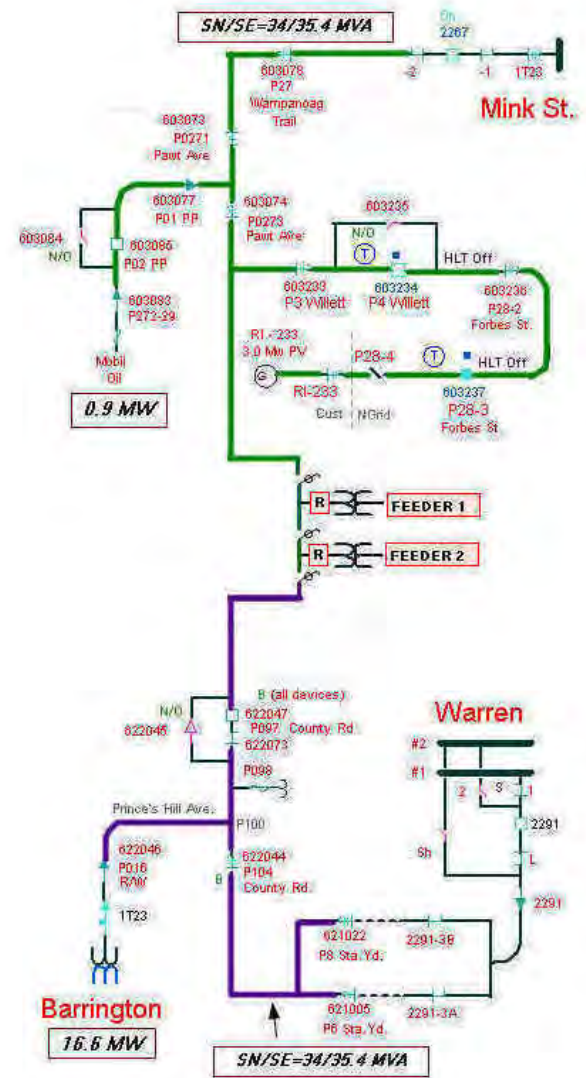 SN/SE=34/35.4 MVA
2267
603078
P27
Wampanoag
Trail
-2
-1
1T23
Mink St.
603073
P0271
Pawt Ave
603077
P01 PP
603074
P0273
Pawt Ave
603084
N/O
603085
P02 PP
603235
N/O
T
HLT Off
603233
P3 Willett
603234
P4 Willett
603236
P28-2
Forbes St.
603083
P272-29
Mobil
Oil
0.9 MW
RI-233
3.0 Mw PV
G
RI-233
P28-4
T
HLT Off
603237
P28-3
Forbes St
Cust
NGrid
R
FEEDER 1
R
FEEDER 2
B (all devices)
N/O
622045
622047
P097 County Rd.
622073
P098
Warren
#2
#1
2
S
1
2291
Sh
L
2291
Prince's Hill Ave.
P100
622046
P016
R/W
622044
P104
County Rd.
B
1T23
621022
P8 Sta. Yd.
2291-3B
Barrington
16.6 MW
621005
P6 Sta. Yd.
2291-3A
SN/SE=34/35.4 MVA